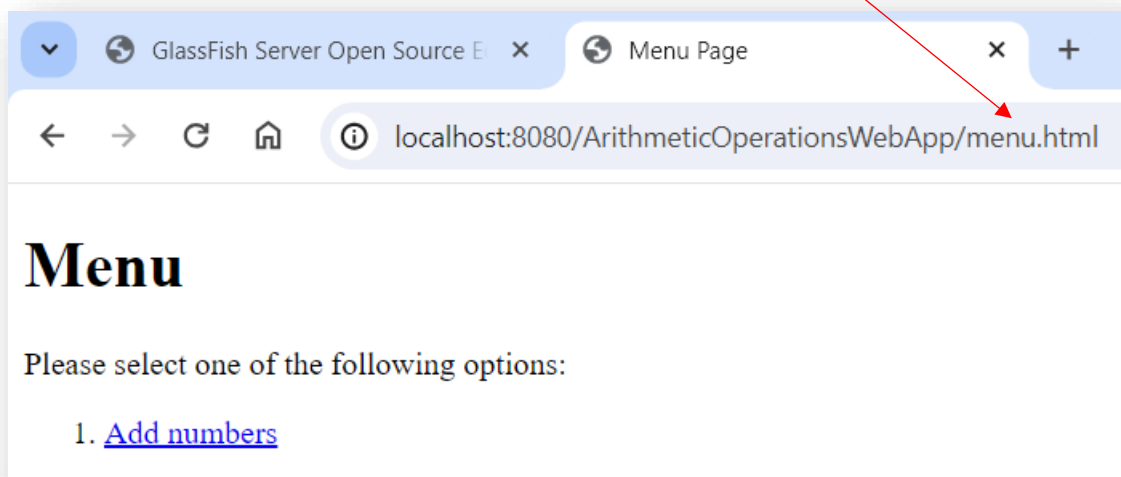 GlassFish Server Open Source E
Menu Page
localhost:8080/ArithmeticOperationsWebApp/menu.html
Menu
Please select one of the following options:
1. Add numbers